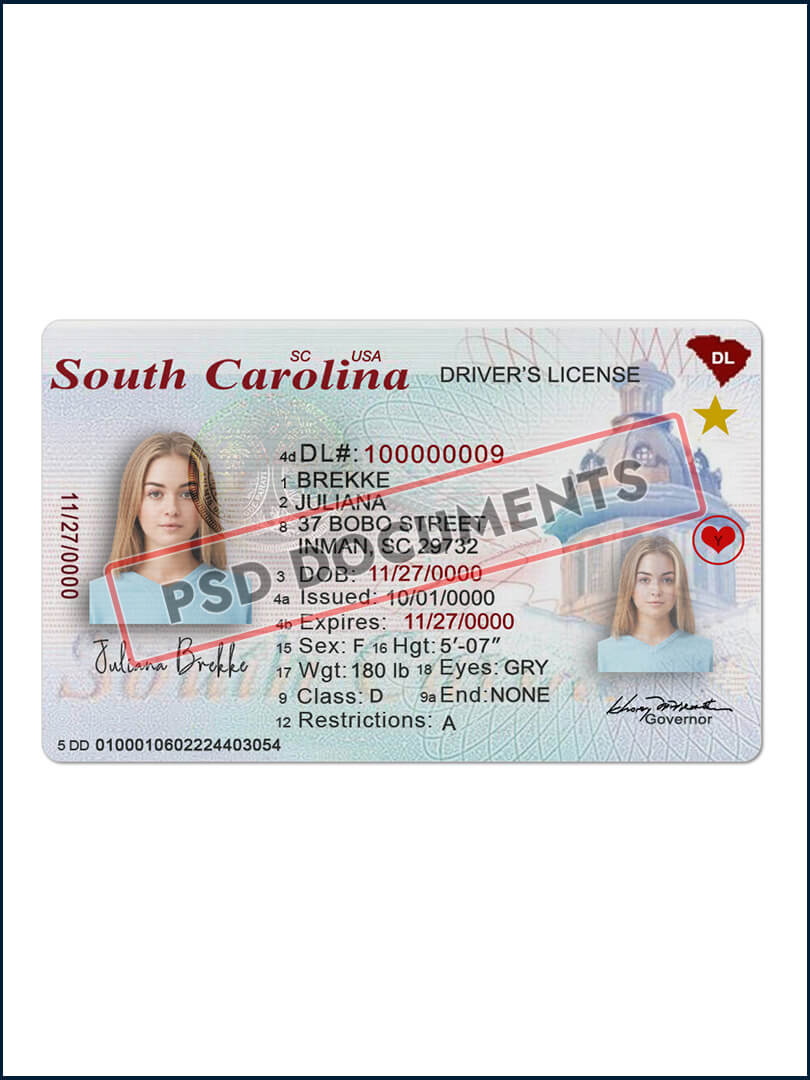 SC USA
South Carolina DRIVER'S LICENSE DL
4d DL#: 100000009
1 BREKKE
2 JULIANA
8 37 BOBO STREET
INMAN, SC 29732
3 DOB: 11/27/0000
4a Issued: 10/01/0000
4b Expires: 11/27/0000
15 Sex: F 16 Hgt: 5'-07”
17 Wgt: 180 lb 18 Eyes: GRY
9 Class: D 9a End: NONE
12 Restrictions: A
11/27/0000
Juliana Brekke
5 DD 0100010602224403054
Y
Governor
PSD DOCUMENTS
South Carolina